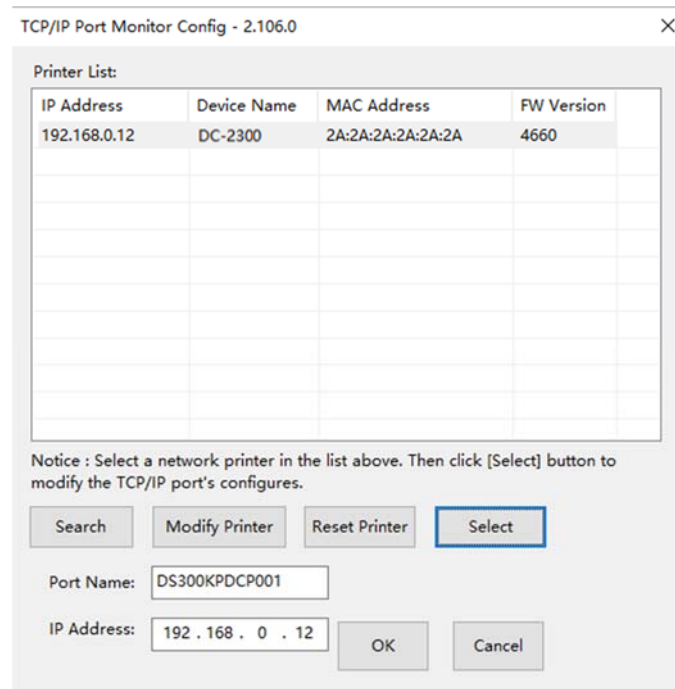 TCP/IP Port Monitor Config - 2.106.0
Printer List:
IP Address Device Name MAC Address FW Version
192.168.0.12 DC-2300 2A:2A:2A:2A:2A:2A 4660
Notice : Select a network printer in the list above. Then click [Select] button to
modify the TCP/IP port's configures.
Search Modify Printer Reset Printer Select
Port Name: DS300KPDCP001
IP Address: 192 . 168 . 0 . 12 OK Cancel